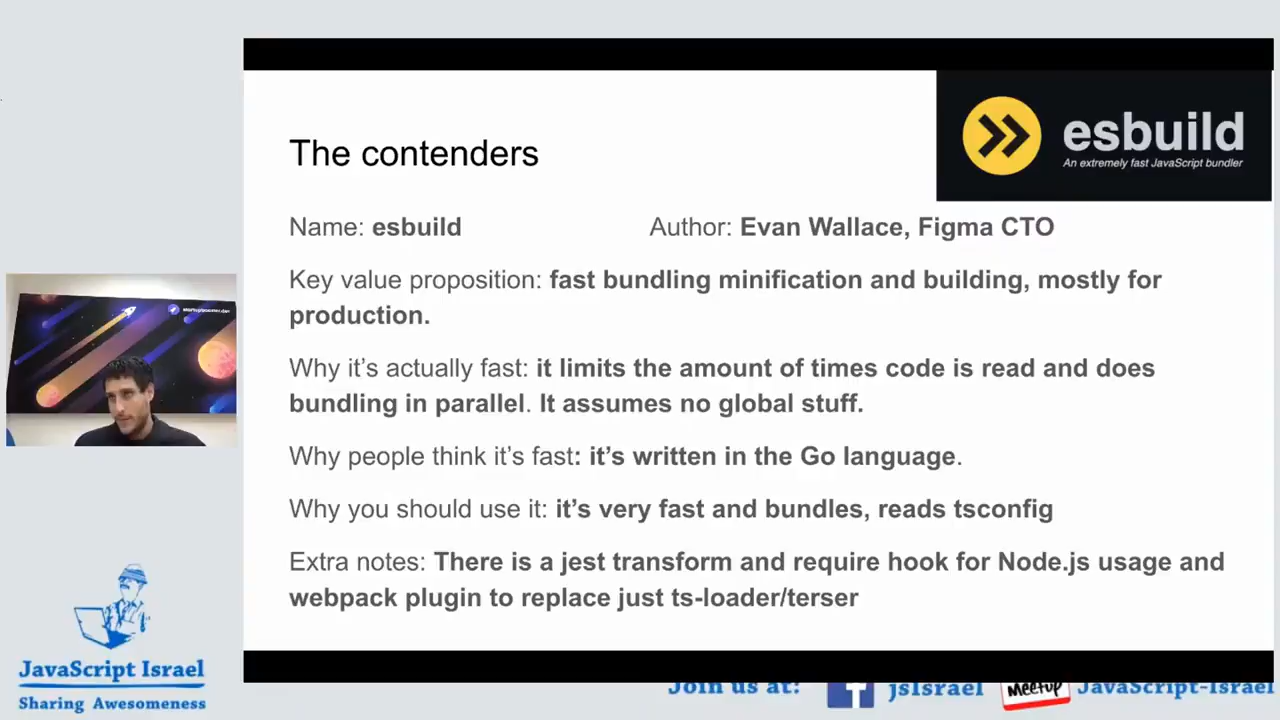 esbuild
An extremely fast JavaScript bundler
The contenders
Name: esbuild Author: Evan Wallace, Figma CTO
Key value proposition: fast bundling minification and building, mostly for
production.
Why it’s actually fast: it limits the amount of times code is read and does
bundling in parallel. It assumes no global stuff.
Why people think it’s fast: it’s written in the Go language.
Why you should use it: it’s very fast and bundles, reads tsconfig
Extra notes: There is a jest transform and require hook for Node.js usage and
webpack plugin to replace just ts-loader/terser
JavaScript Israel
Sharing Awesomeness
Join us at: jsIsrael Meetup JavaScript-Israel